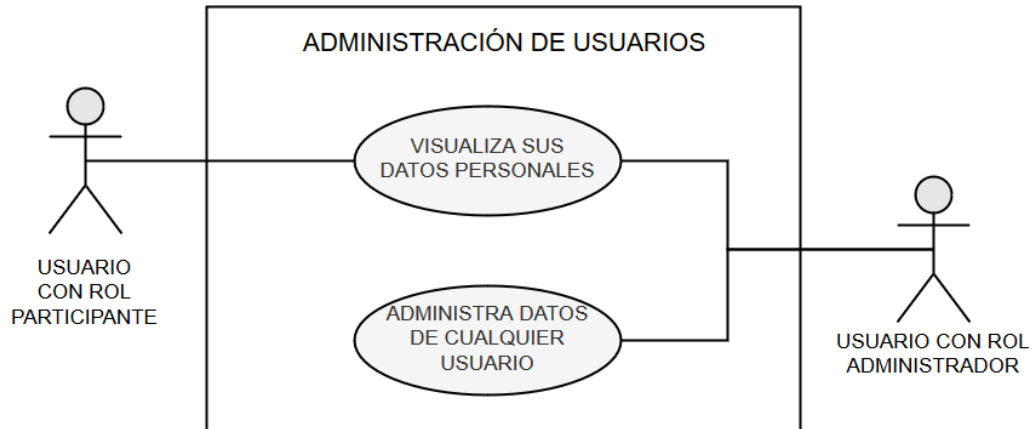 ADMINISTRACIÓN DE USUARIOS
VISUALIZA SUS
DATOS PERSONALES
USUARIO
CON ROL
PARTICIPANTE
ADMINISTRA DATOS
DE CUALQUIER
USUARIO
USUARIO CON ROL
ADMINISTRADOR